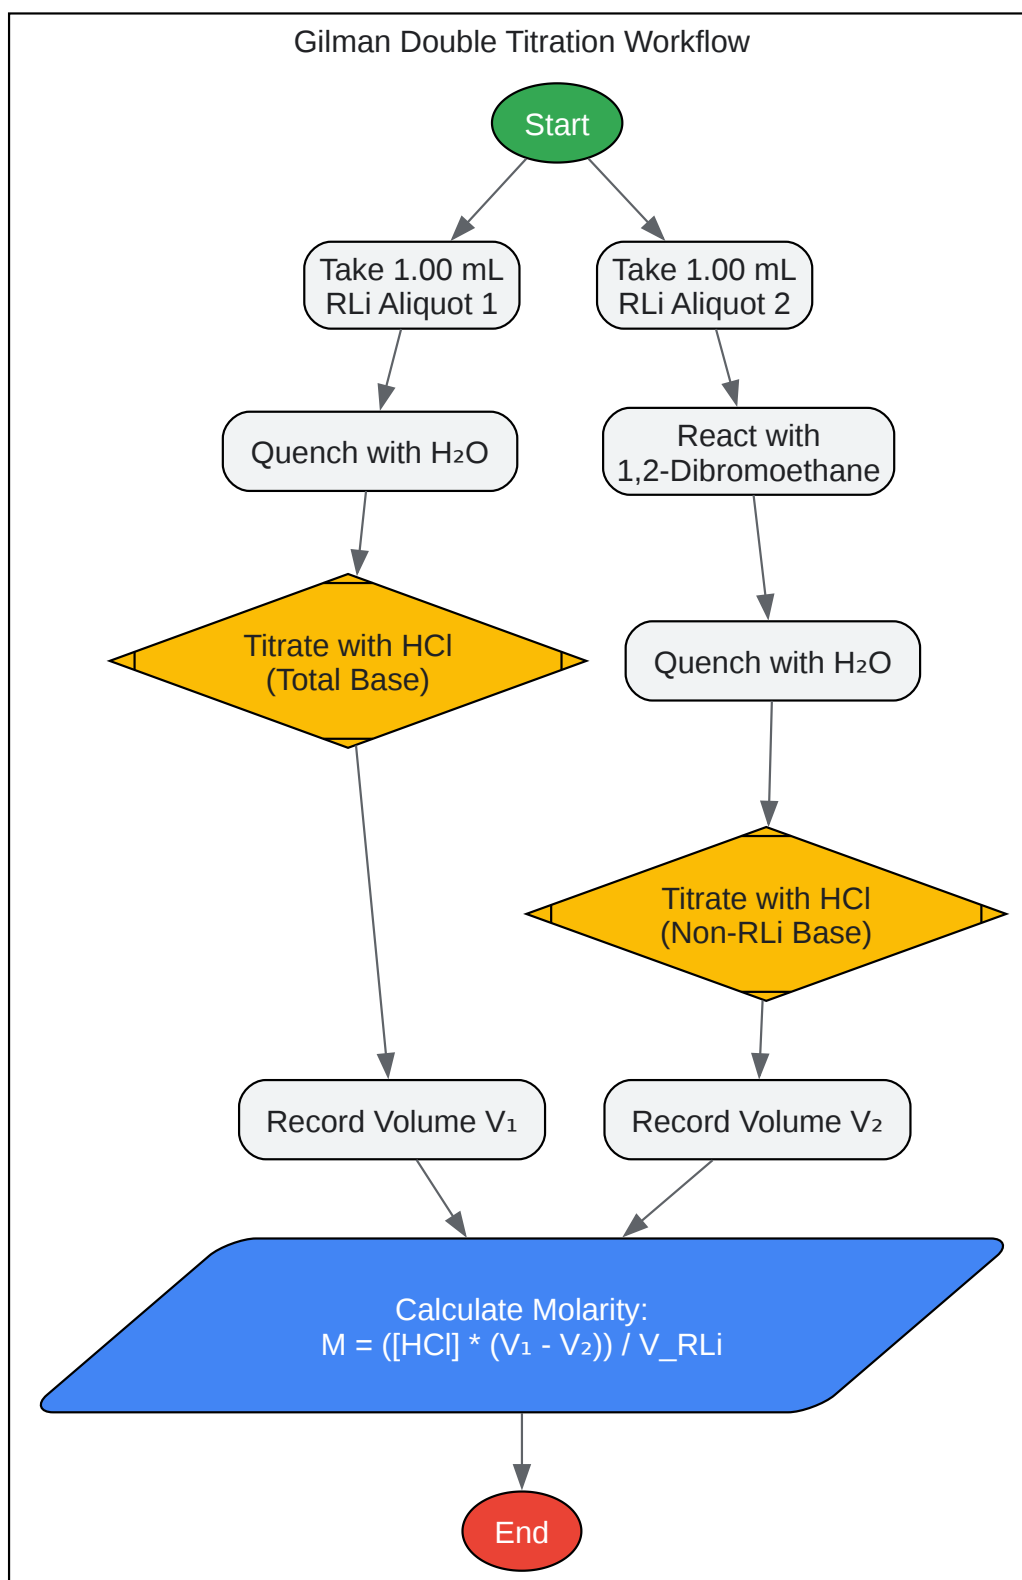 Gilman Double Titration Workflow
Start
Take 1.00 mL
RLi Aliquot 1
Take 1.00 mL
RLi Aliquot 2
Quench with H₂O
React with
1,2-Dibromoethane
Titrate with HCl
(Total Base)
Quench with H₂O
Titrate with HCl
(Non-RLi Base)
Record Volume V₁
Record Volume V₂
Calculate Molarity:
M = ([HCl] * (V₁ - V₂)) / V_RLi
End